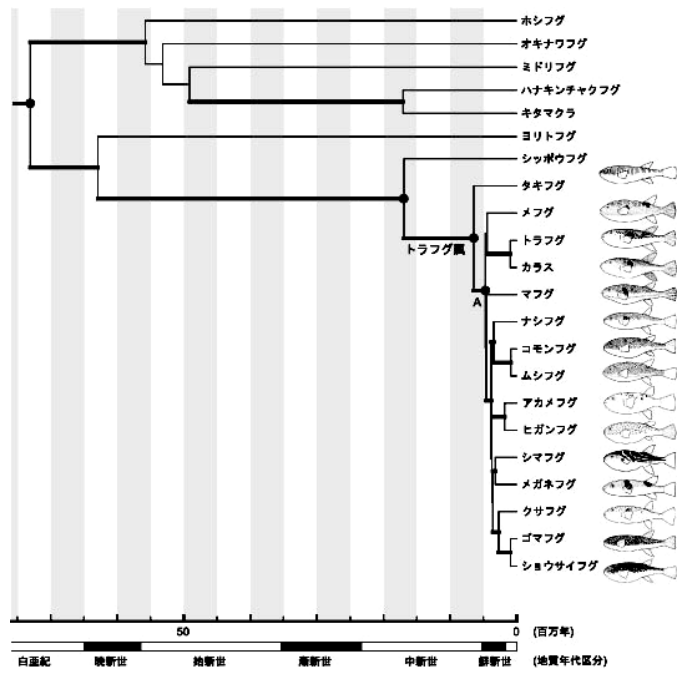 ホシフグ
オキナワフグ
ミドリフグ
ハナキンチャクフグ
キタマクラ
ヨリトフグ
シッポウフグ
タキフグ
メフグ
トラフグ
トラフグ属
カラス
A
マフグ
ナシフグ
コモンフグ
ムシフグ
アカメフグ
ヒガンフグ
シマフグ
メガネフグ
クサフグ
ゴマフグ
ショウサイフグ
50 0 (百万年)
白亜紀 暁新世 始新世 漸新世 中新世 鮮新世 (地質年代区分)